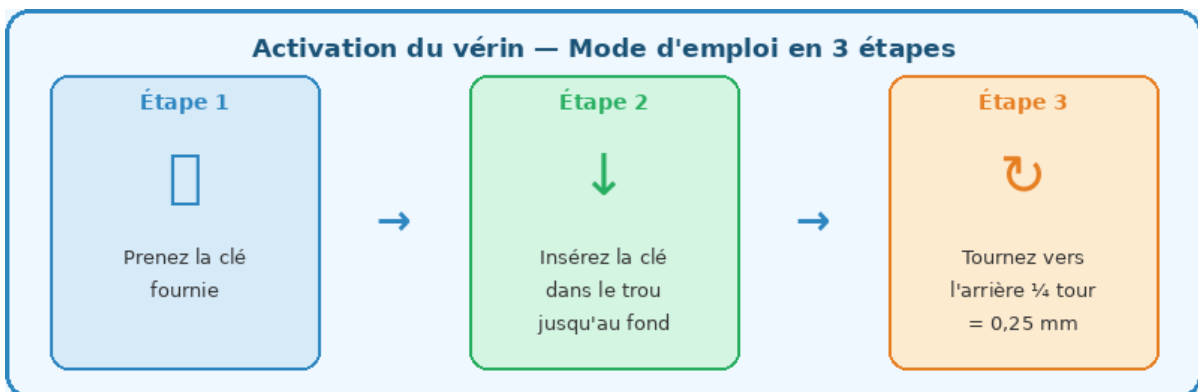 Activation du vérin — Mode d'emploi en 3 étapes
Étape 1
Prenez la clé
fournie
→
Étape 2
↓
Insérez la clé
dans le trou
jusqu'au fond
→
Étape 3
↻
Tournez vers
l'arrière ¼ tour
= 0,25 mm